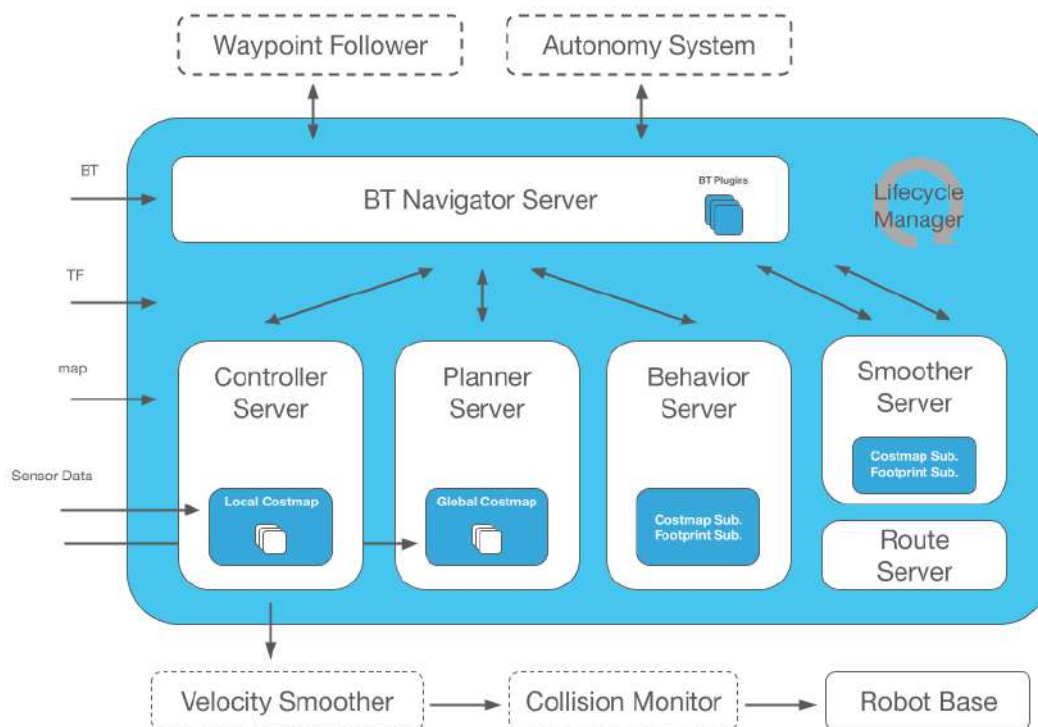 Waypoint Follower
Autonomy System
BT
BT Navigator Server
BT Plugins
Lifecycle
Manager
TF
map
Sensor Data
Controller
Server
Local Costmap
Planner
Server
Global Costmap
Behavior
Server
Costmap Sub.
Footprint Sub.
Smoother
Server
Costmap Sub.
Footprint Sub.
Route
Server
Velocity Smoother
Collision Monitor
Robot Base